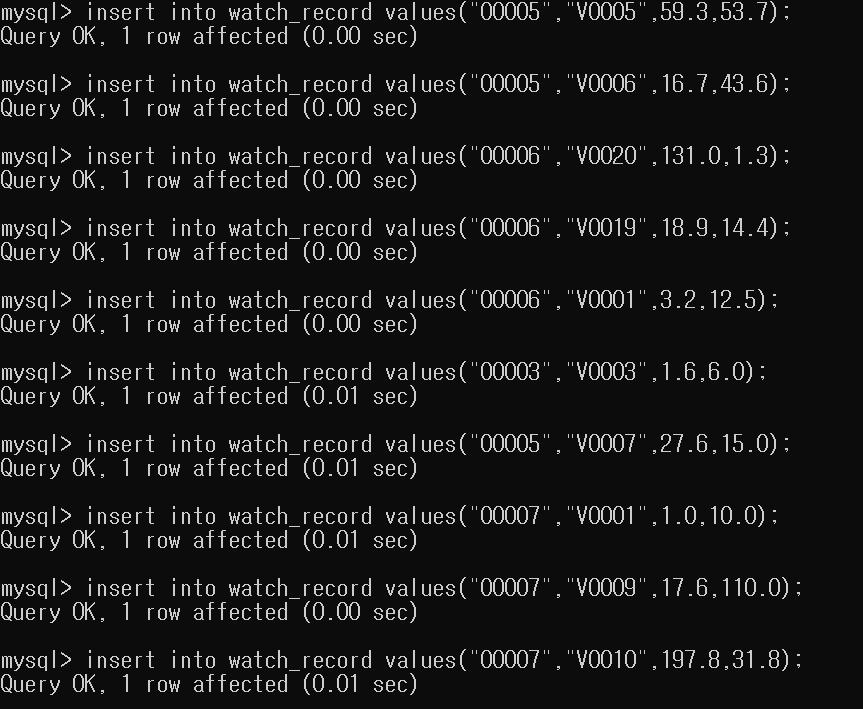 mysql> insert into watch_record values("00005","V0005",59.3,53.7);
Query OK, 1 row affected (0.00 sec)
mysql> insert into watch_record values("00005","V0006",16.7,43.6);
Query OK, 1 row affected (0.00 sec)
mysql> insert into watch_record values("00006","V0020",131.0,1.3);
Query OK, 1 row affected (0.00 sec)
mysql> insert into watch_record values("00006","V0019",18.9,14.4);
Query OK, 1 row affected (0.00 sec)
mysql> insert into watch_record values("00006","V0001",3.2,12.5);
Query OK, 1 row affected (0.00 sec)
mysql> insert into watch_record values("00003","V0003",1.6,6.0);
Query OK, 1 row affected (0.01 sec)
mysql> insert into watch_record values("00005","V0007",27.6,15.0);
Query OK, 1 row affected (0.01 sec)
mysql> insert into watch_record values("00007","V0001",1.0,10.0);
Query OK, 1 row affected (0.01 sec)
mysql> insert into watch_record values("00007","V0009",17.6,110.0);
Query OK, 1 row affected (0.00 sec)
mysql> insert into watch_record values("00007","V0010",197.8,31.8);
Query OK, 1 row affected (0.01 sec)